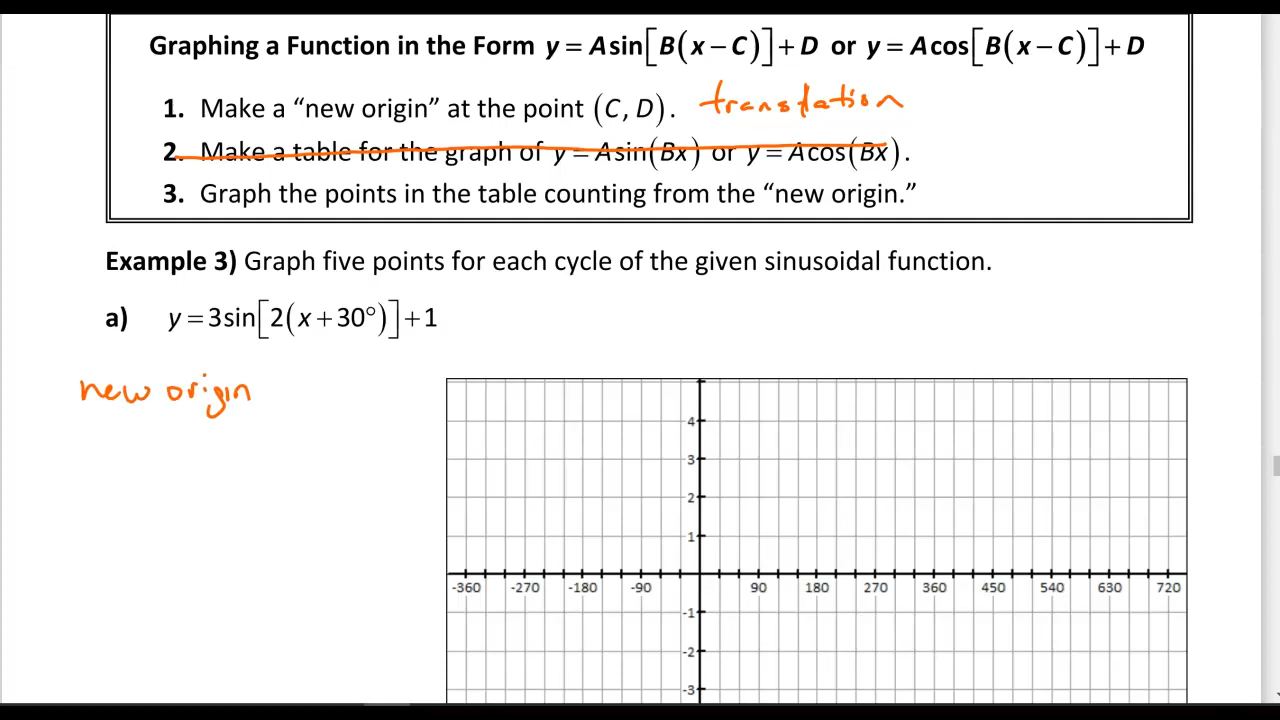 Graphing a Function in the Form y = A sin[B(x − C)] + D or y = A cos[B(x − C)] + D
1. Make a “new origin” at the point (C, D). translation
2. Make a table for the graph of y = A sin(Bx) or y = A cos(Bx).
3. Graph the points in the table counting from the “new origin.”
Example 3) Graph five points for each cycle of the given sinusoidal function.
a) y = 3 sin[2(x + 30°)] + 1
new origin
4
3
2
1
-360 -270 -180 -90 90 180 270 360 450 540 630 720
-1
-2
-3